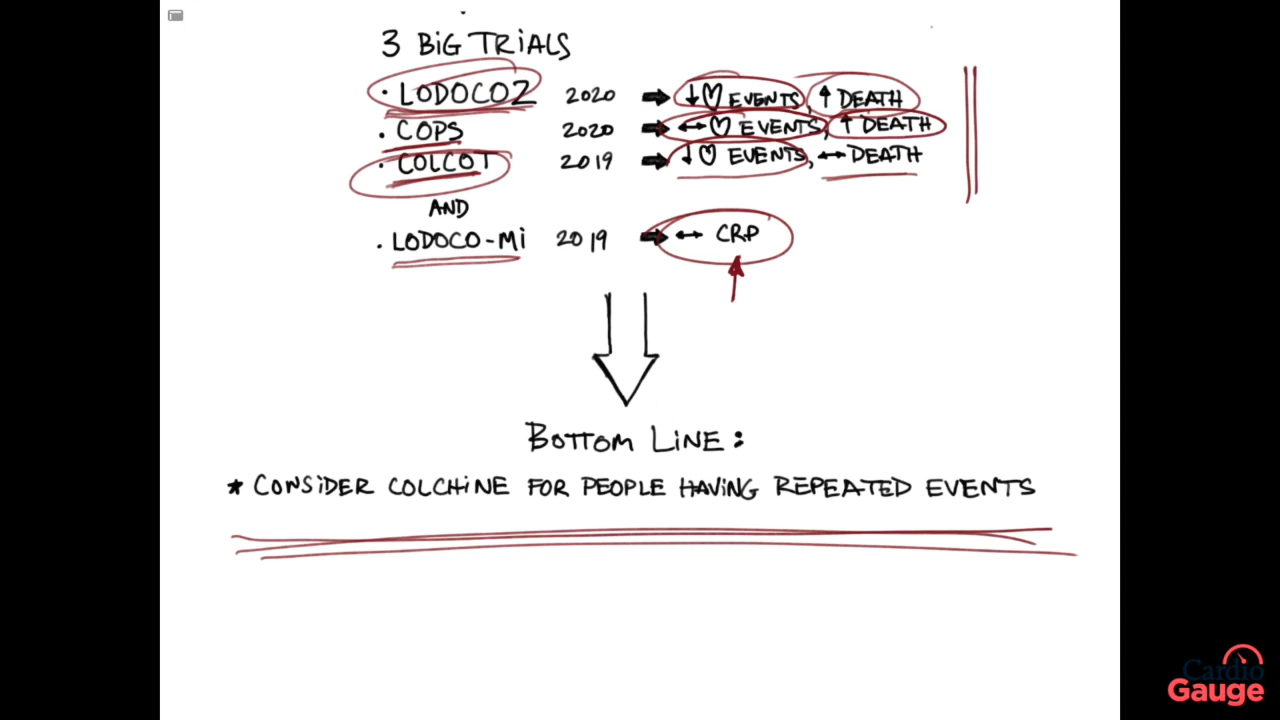 3 BIG TRIALS
· LODOCO2 2020 ➡ ↓♡ EVENTS, ↑ DEATH
· COPS 2020 ➡ ↔♡ EVENTS, ↑ DEATH
· COLCOT 2019 ➡ ↓♡ EVENTS, ↔ DEATH
AND
· LODOCO-Mi 2019 ➡ ↔ CRP
BOTTOM LINE:
* CONSIDER COLCHINE FOR PEOPLE HAVING REPEATED EVENTS
Cardio
Gauge